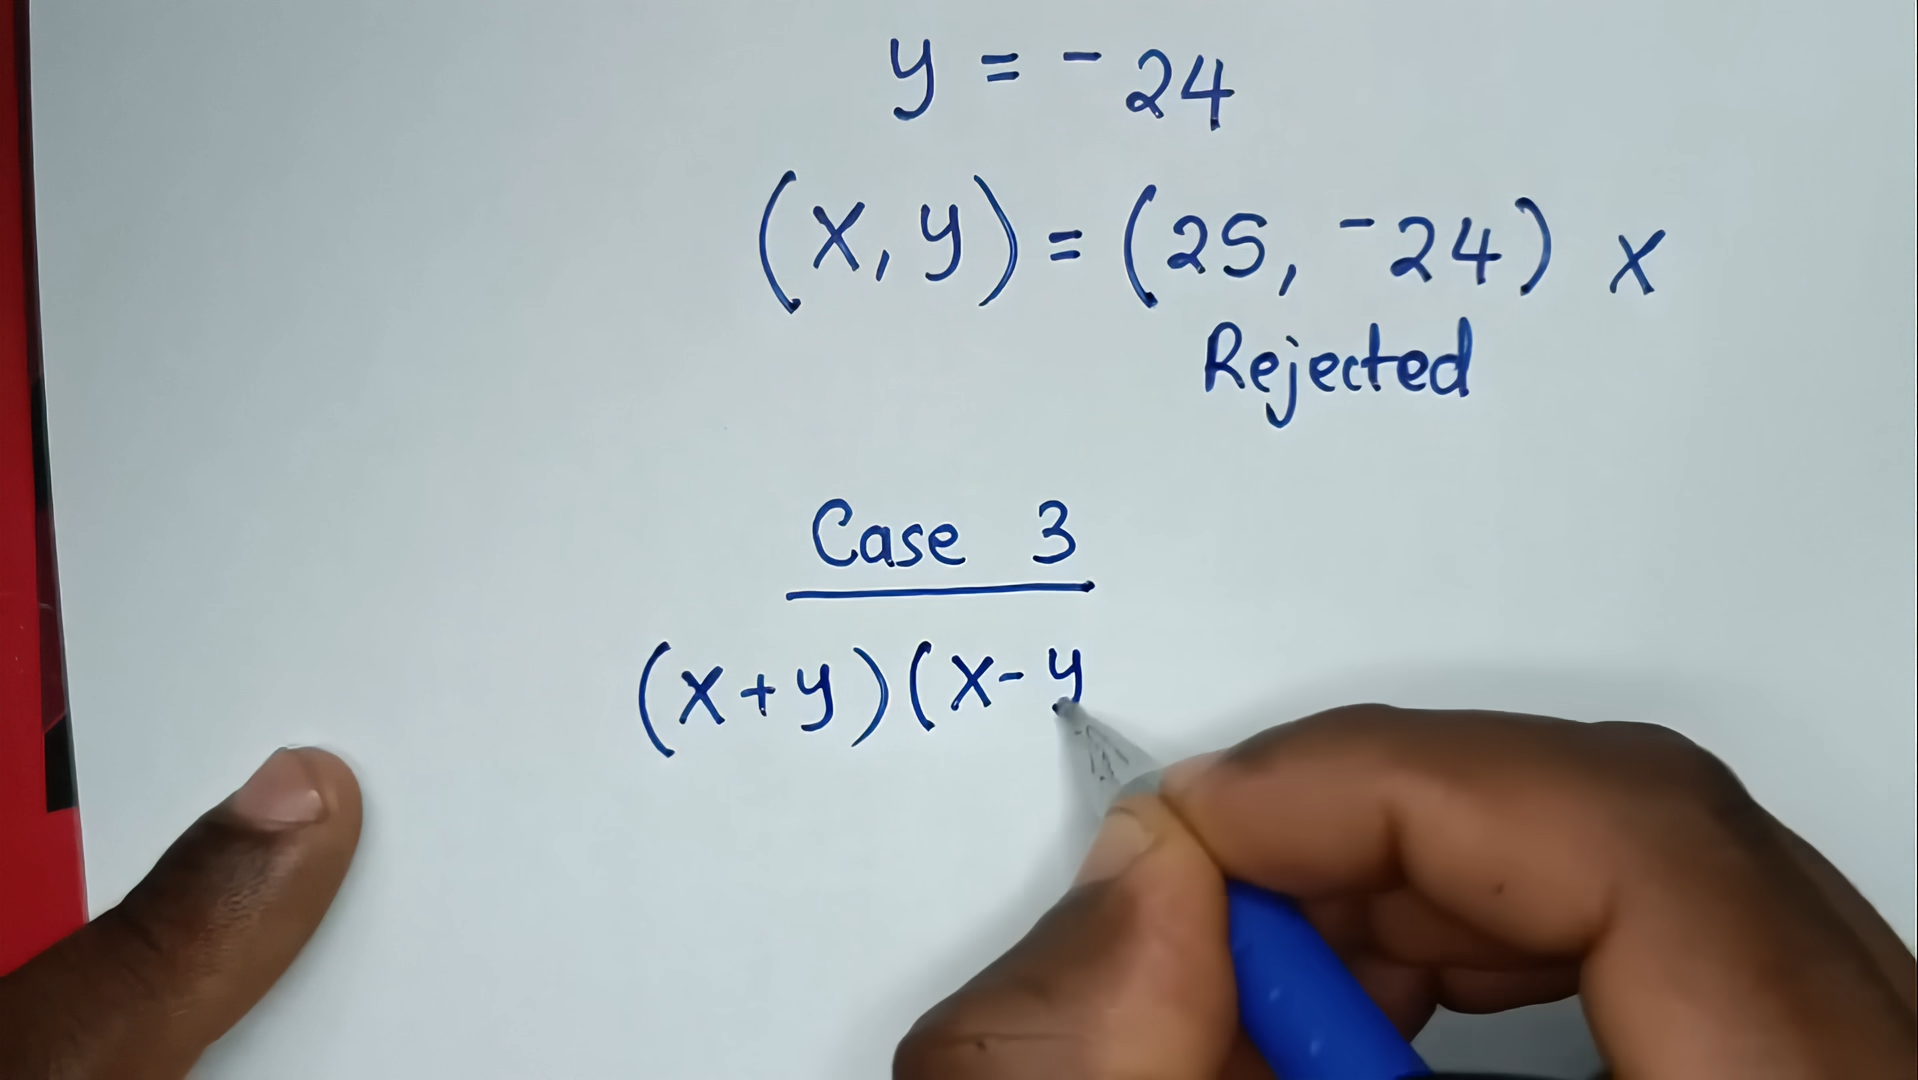 y = -24
(x, y) = (25, -24) x
Rejected
Case 3
(x+y)(x-y